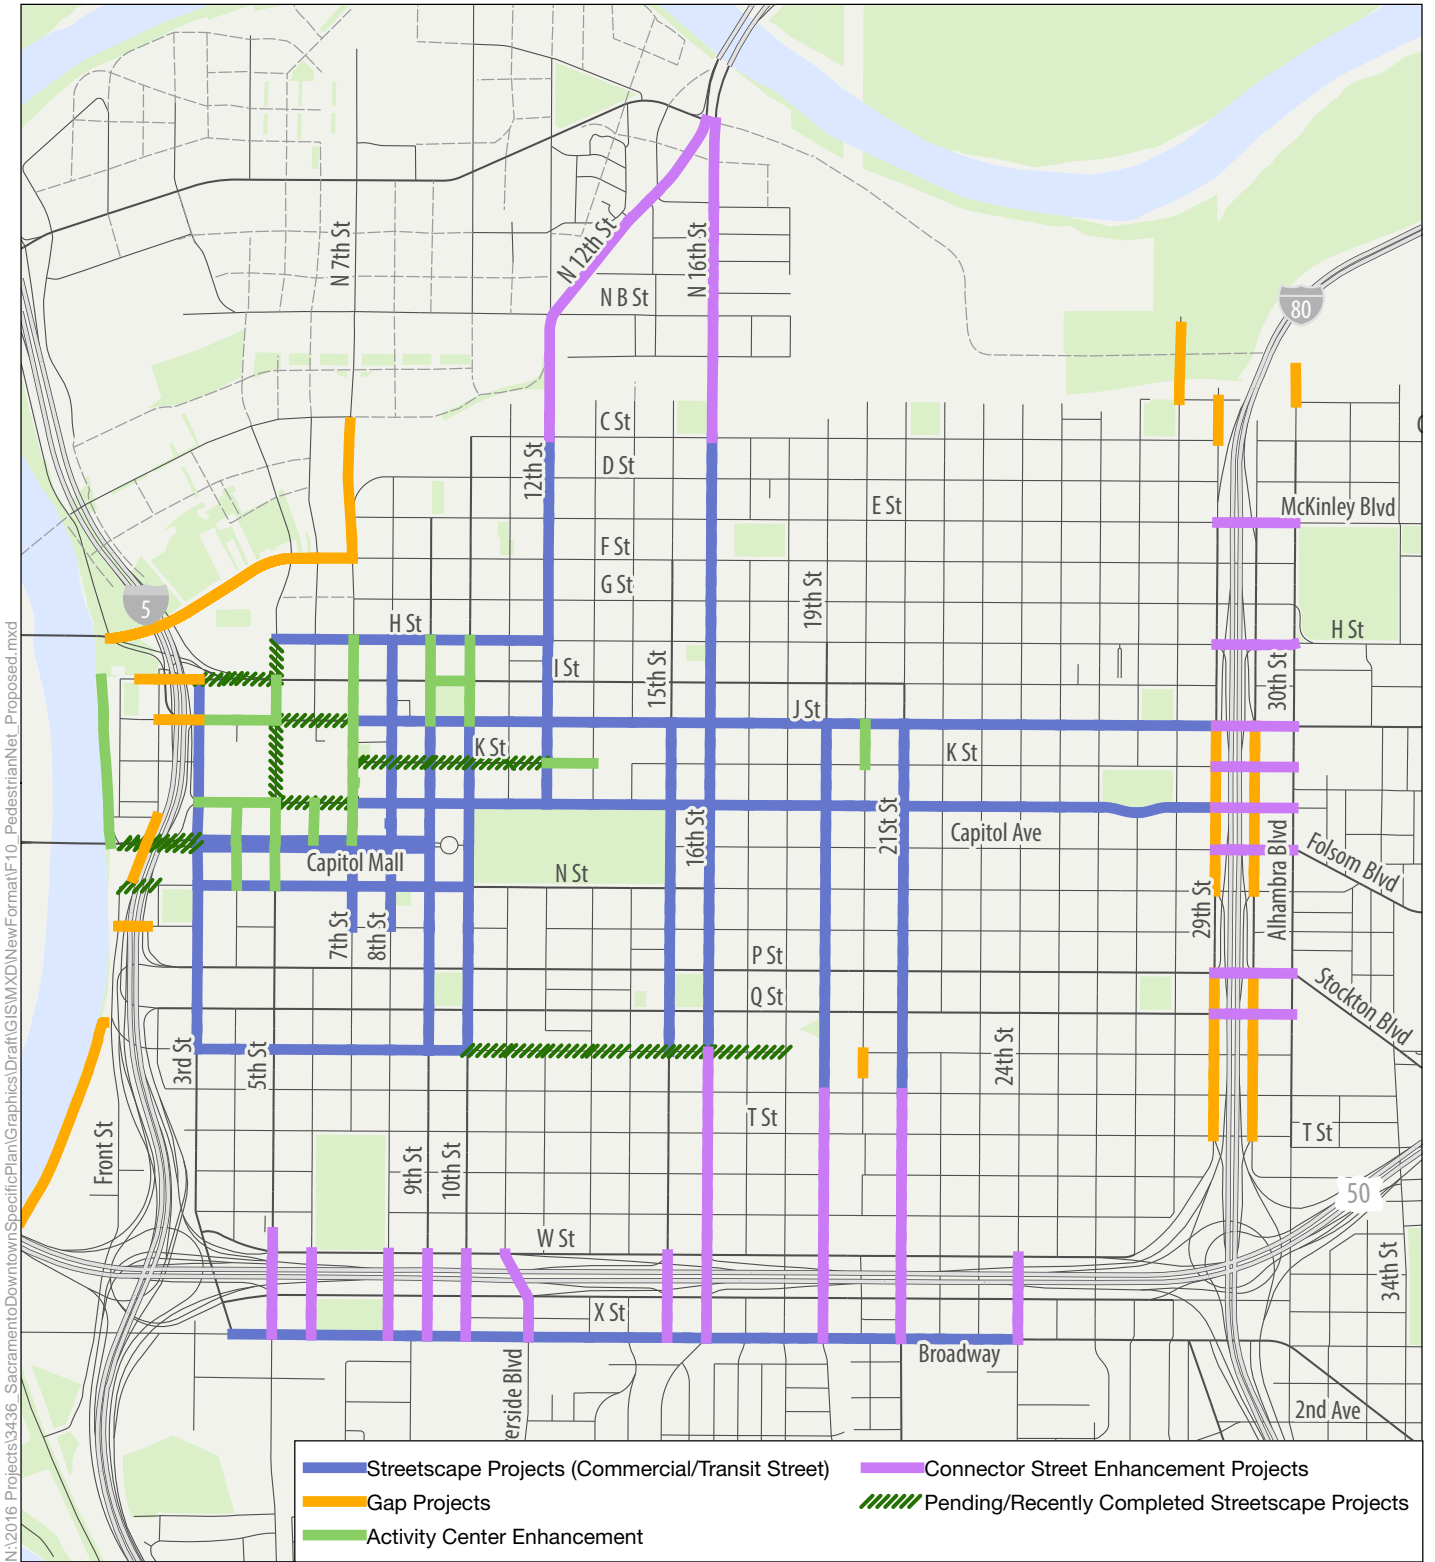 N 7th St
N 12th St
N 16th St
N B St
80
C St
D St
12th St
E St
McKinley Blvd
F St
G St
19th St
5
H St
H St
I St
15th St
30th St
J St
K St
K St
16th St
21St St
Capitol Ave
Capitol Mall
Alhambra Blvd
Folsom Blvd
N St
29th St
7th St
8th St
P St
Q St
Stockton Blvd
3rd St
5th St
24th St
T St
T St
Front St
9th St
10th St
50
W St
34th St
X St
Broadway
erside Blvd
2nd Ave
Streetscape Projects (Commercial/Transit Street)
Gap Projects
Activity Center Enhancement
Connector Street Enhancement Projects
Pending/Recently Completed Streetscape Projects
N:\2016 Projects\3436_SacramentoDowntownSpecificPlan\Graphics\Draft\GIS\MXD\NewFormat\F10_PedestrianNet_Proposed.mxd